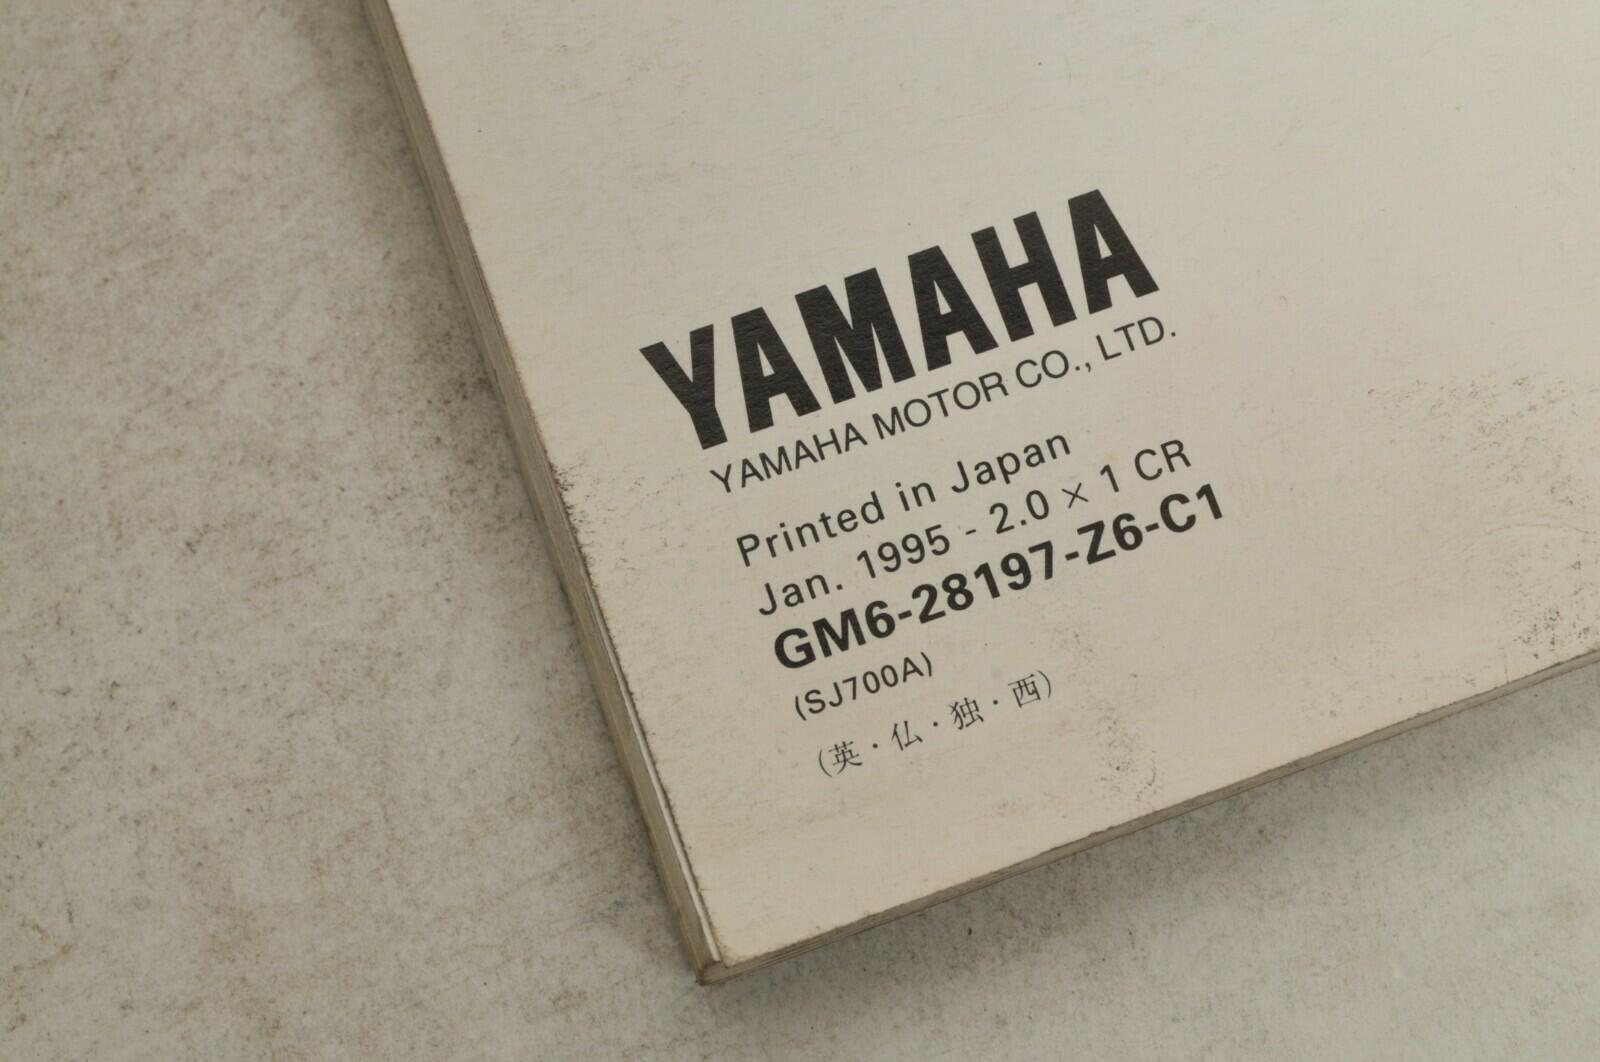 YAMAHA
YAMAHA MOTOR CO., LTD.
Printed in Japan
Jan. 1995 - 2.0 × 1 CR
GM6-28197-Z6-C1
(SJ700A)
(英・仏・独・西)